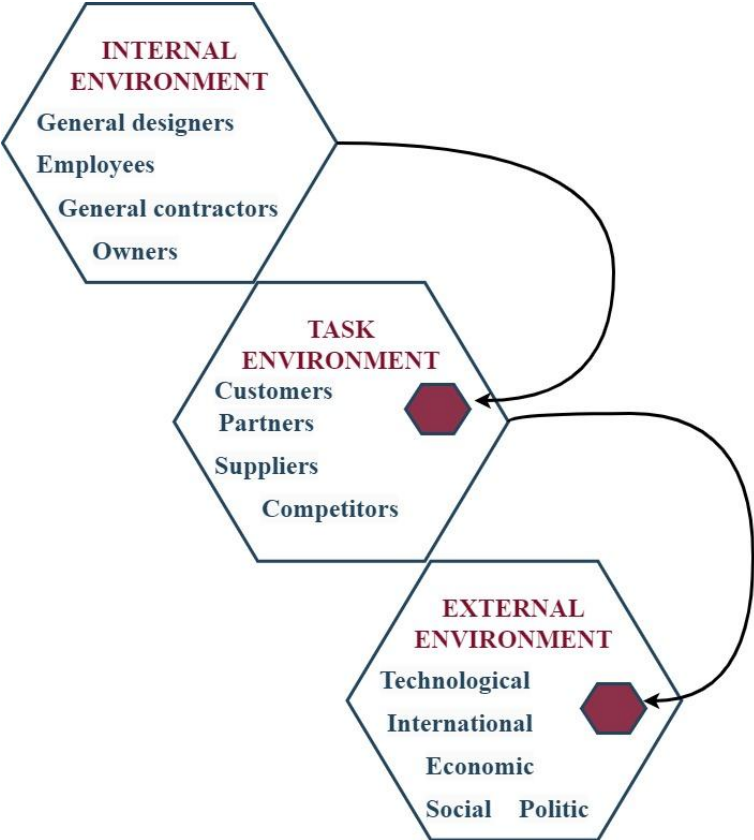 INTERNAL
ENVIRONMENT
General designers
Employees
General contractors
Owners
TASK
ENVIRONMENT
Customers
Partners
Suppliers
Competitors
EXTERNAL
ENVIRONMENT
Technological
International
Economic
Social Politic